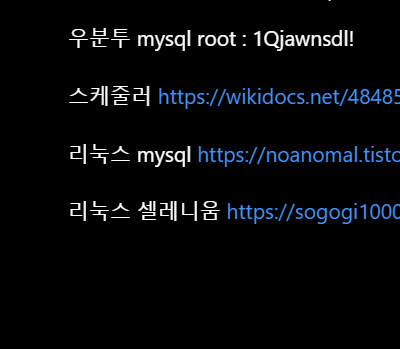 우분투 mysql root : 1Qjawnsdl!
스케줄러 https://wikidocs.net/48485
리눅스 mysql https://noanomal.tisto
리눅스 셀레니움 https://sogogi1000